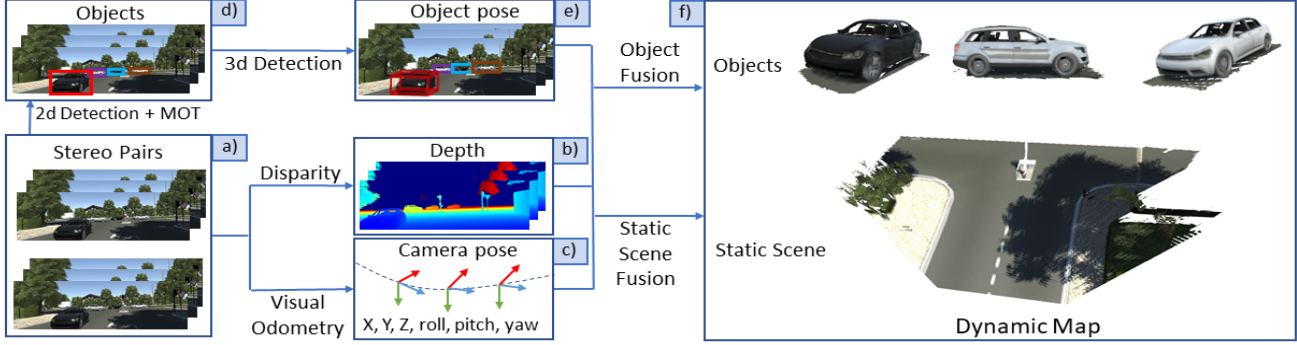 Objects
d)
3d Detection
Object pose
e)
Object
Fusion
f)
Objects
2d Detection + MOT
Stereo Pairs
a)
Disparity
Depth
b)
Visual
Odometry
Camera pose
c)
X, Y, Z, roll, pitch, yaw
Static
Scene
Fusion
Static Scene
Dynamic Map